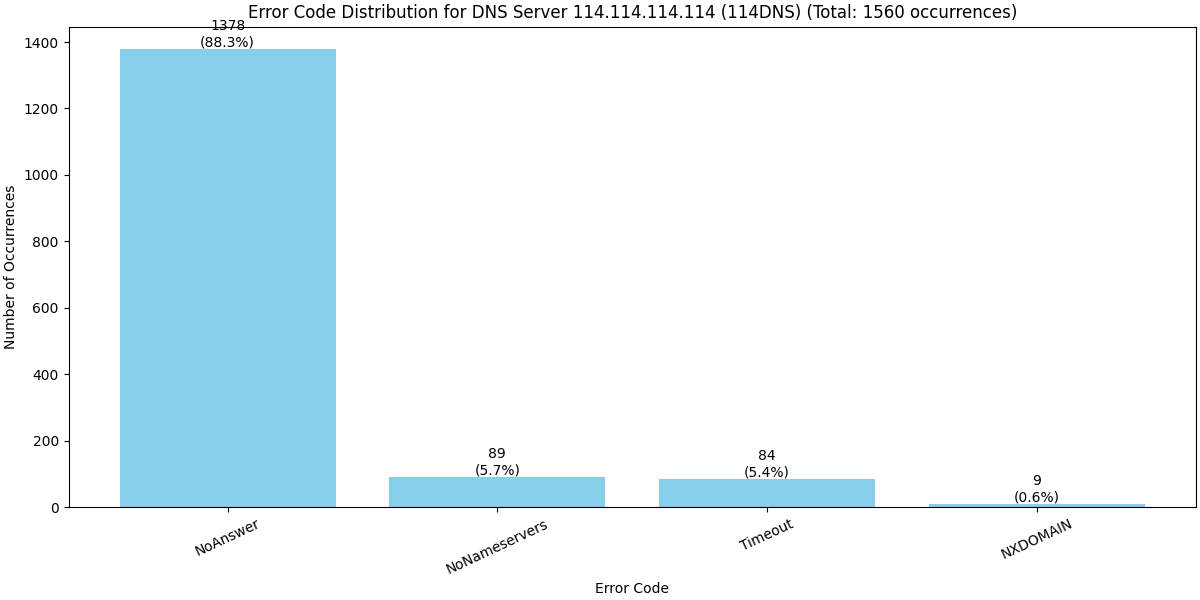 Error Code Distribution for DNS Server 114.114.114.114 (114DNS) (Total: 1560 occurrences)
1378
(88.3%)
89
(5.7%)
84
(5.4%)
9
(0.6%)
1400
1200
1000
800
600
400
200
0
Number of Occurrences
NoAnswer
NoNameservers
Timeout
NXDOMAIN
Error Code